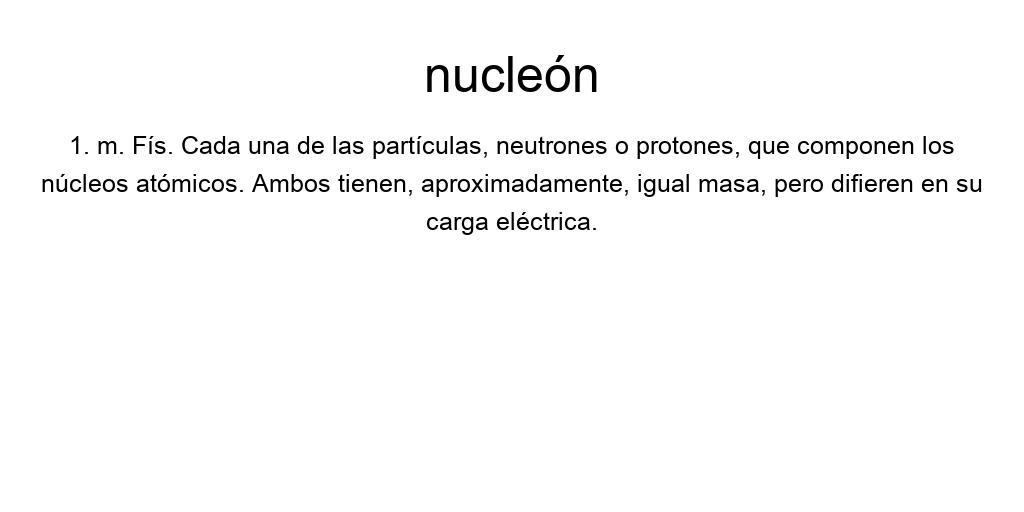 nucleón
1. m. Fís. Cada una de las partículas, neutrones o protones, que componen los
núcleos atómicos. Ambos tienen, aproximadamente, igual masa, pero difieren en su
carga eléctrica.